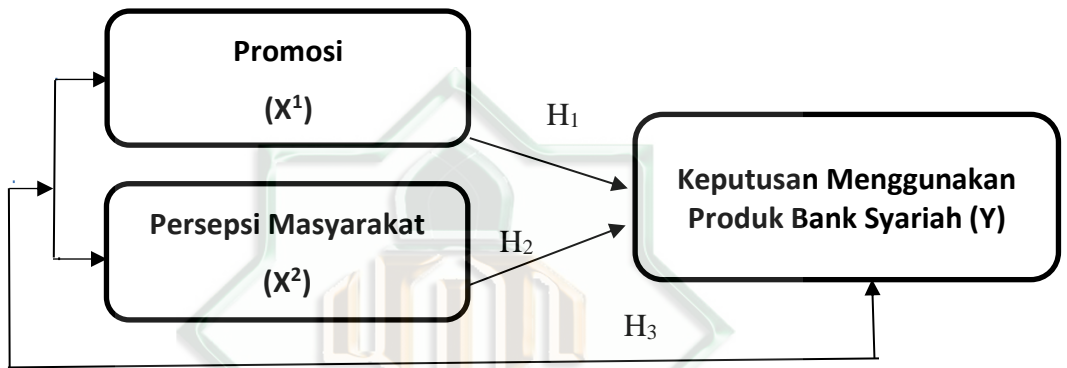 Promosi
(X¹)
H₁
Keputusan Menggunakan
Produk Bank Syariah (Y)
Persepsi Masyarakat
(X²)
H₂
H₃